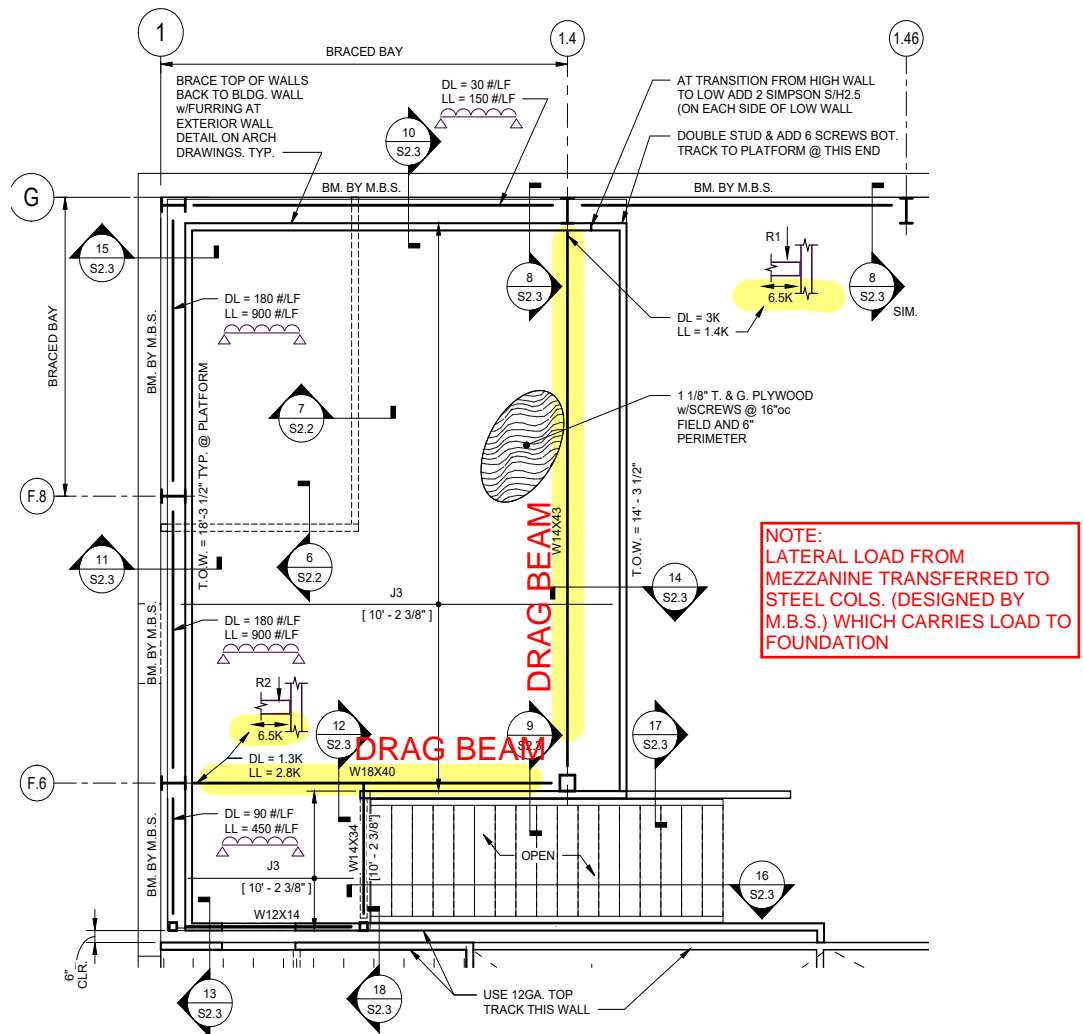 1
1.4
1.46
BRACED BAY
BRACE TOP OF WALLS
BACK TO BLDG. WALL
w/FURRING AT
EXTERIOR WALL
DETAIL ON ARCH
DRAWINGS. TYP.
DL = 30 #/LF
LL = 150 #/LF
10
S2.3
AT TRANSITION FROM HIGH WALL
TO LOW ADD 2 SIMPSON S/H2.5
(ON EACH SIDE OF LOW WALL
DOUBLE STUD & ADD 6 SCREWS BOT.
TRACK TO PLATFORM @ THIS END
G
BM. BY M.B.S.
BM. BY M.B.S.
15
S2.3
8
S2.3
R1
6.5K
8
S2.3
SIM.
BRACED BAY
BM. BY M.B.S.
DL = 180 #/LF
LL = 900 #/LF
DL = 3K
LL = 1.4K
7
S2.2
1 1/8" T. & G. PLYWOOD
w/SCREWS @ 16"oc
FIELD AND 6"
PERIMETER
T.O.W. = 18'-3 1/2" TYP. @ PLATFORM
W14X43
DRAG BEAM
T.O.W. = 14' - 3 1/2"
F.8
11
S2.3
6
S2.2
14
S2.3
NOTE:
LATERAL LOAD FROM
MEZZANINE TRANSFERRED TO
STEEL COLS. (DESIGNED BY
M.B.S.) WHICH CARRIES LOAD TO
FOUNDATION
J3
[ 10' - 2 3/8" ]
BM. BY M.B.S.
DL = 180 #/LF
LL = 900 #/LF
R2
6.5K
12
S2.3
9
S2.3
17
S2.3
DRAG BEAM
DL = 1.3K
LL = 2.8K
W18X40
F.6
BM. BY M.B.S.
DL = 90 #/LF
LL = 450 #/LF
W14X34
[10' - 2 3/8" ]
OPEN
J3
[ 10' - 2 3/8" ]
16
S2.3
W12X14
6"
CLR.
13
S2.3
18
S2.3
USE 12GA. TOP
TRACK THIS WALL